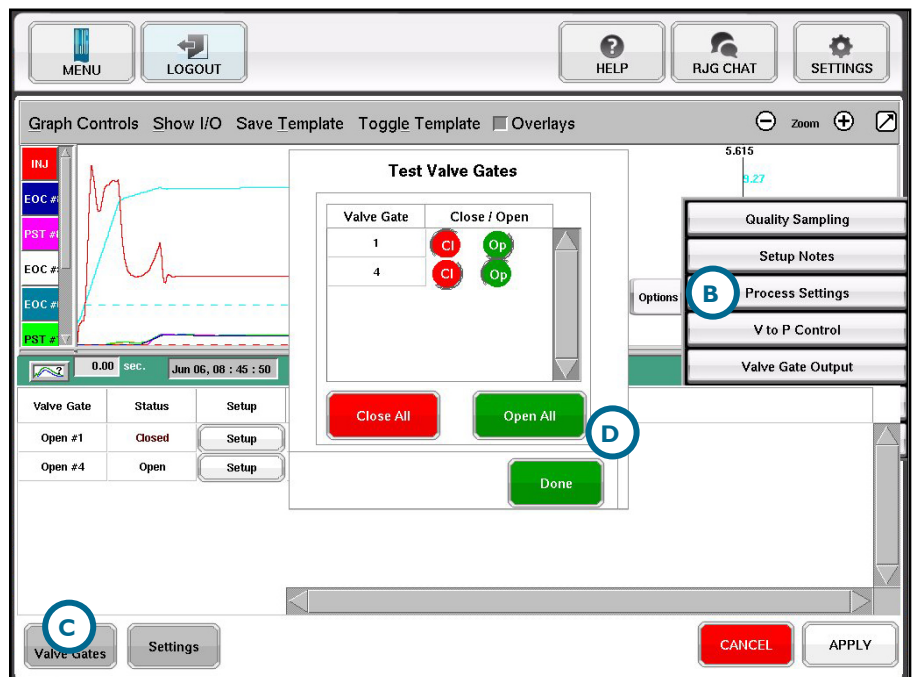 MENU
LOGOUT
HELP
RJG CHAT
SETTINGS
Graph Controls Show I/O Save Template Toggle Template Overlays Zoom
INJ
EOC #
PST #
EOC #
EOC #
PST #
5.615
9.27
Test Valve Gates
Valve Gate Close / Open
1 Cl Op
4 Cl Op
Close All Open All
D
Done
Options
B
Quality Sampling
Setup Notes
Process Settings
V to P Control
Valve Gate Output
0.00 sec. Jun 06, 08 : 45 : 50
Valve Gate Status Setup
Open #1 Closed Setup
Open #4 Open Setup
C
Valve Gates
Settings
CANCEL
APPLY